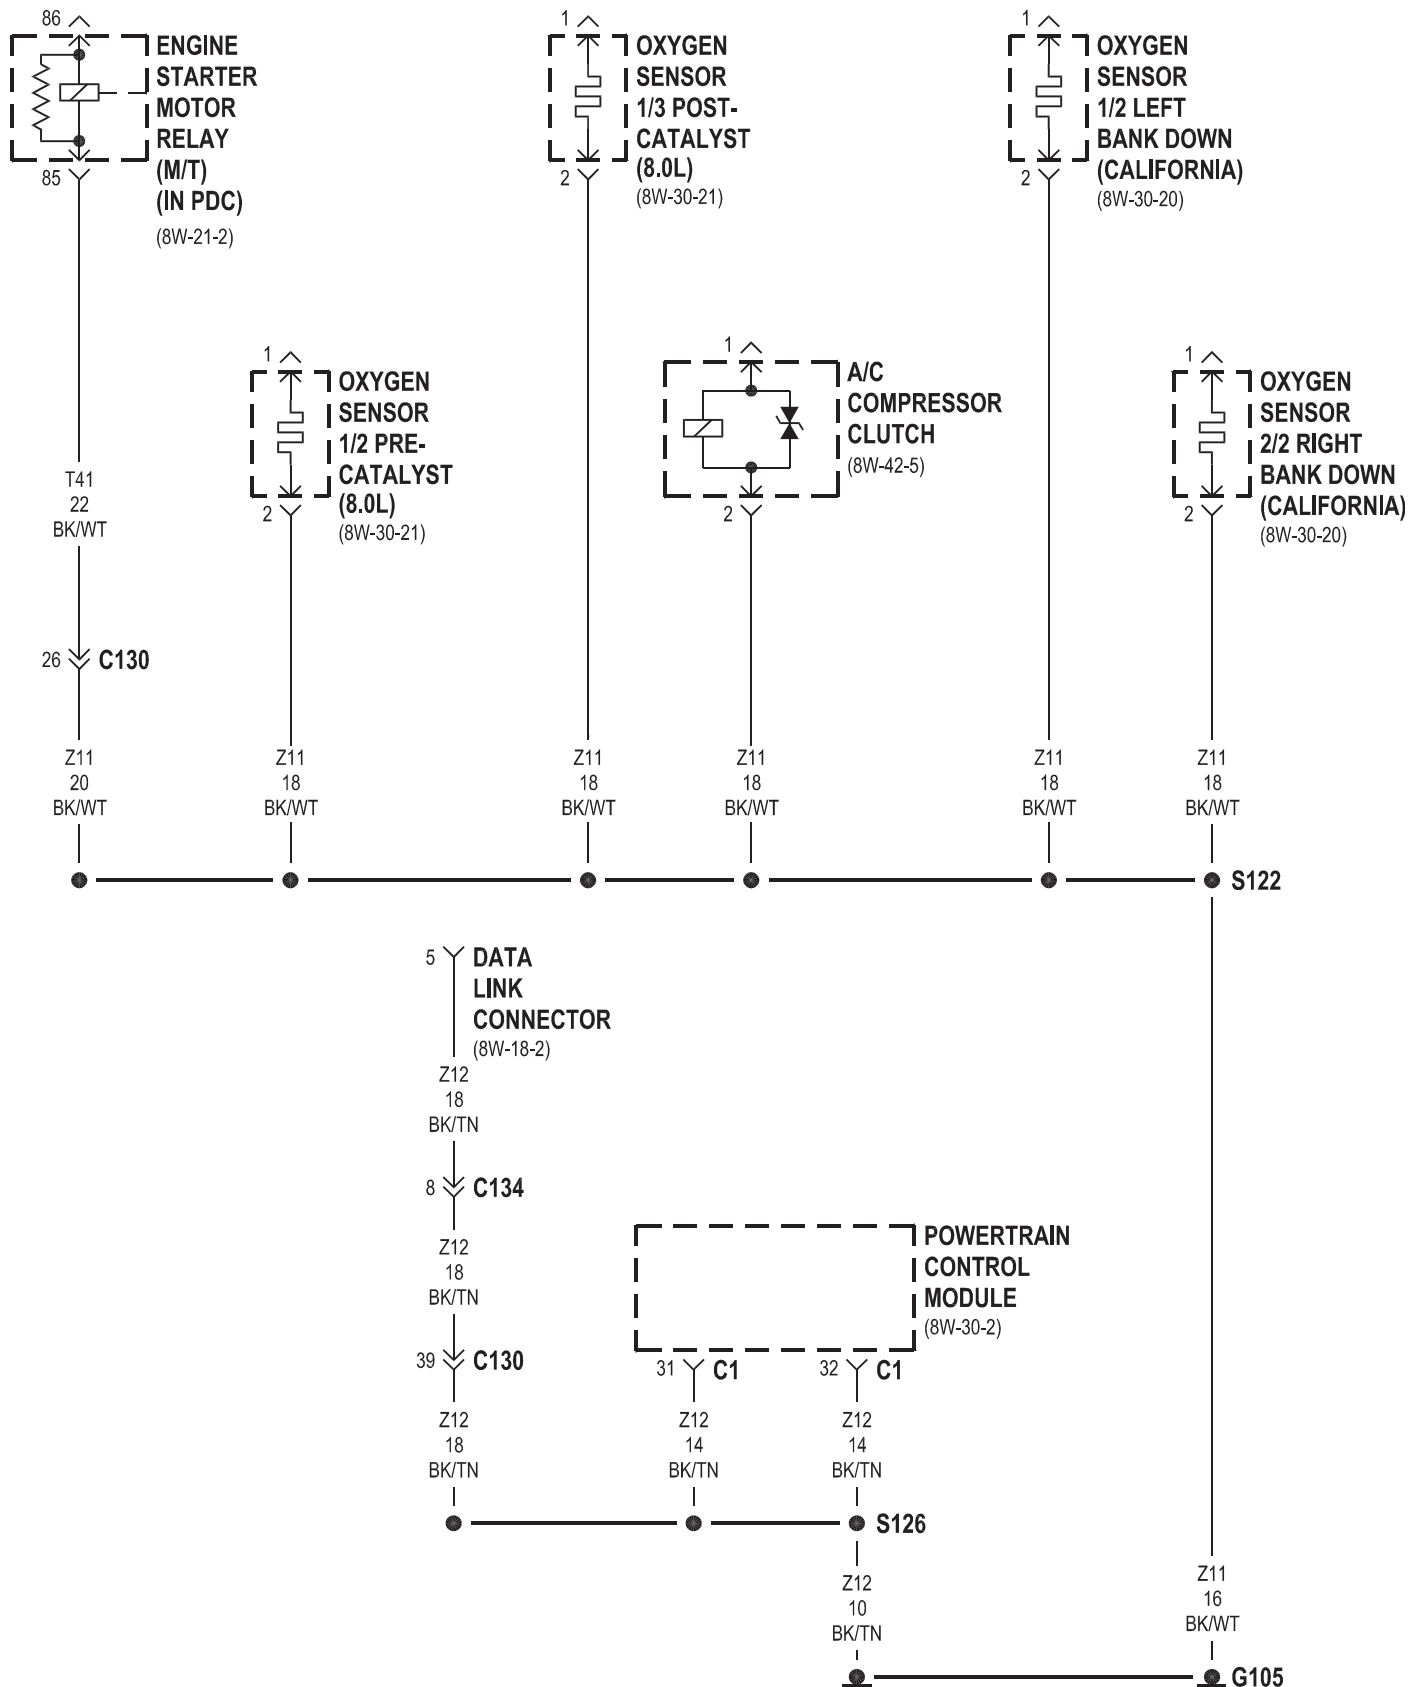 86
ENGINE
STARTER
MOTOR
RELAY
(M/T)
(IN PDC)
(8W-21-2)
85
1
OXYGEN
SENSOR
1/3 POST-
CATALYST
(8.0L)
(8W-30-21)
2
1
OXYGEN
SENSOR
1/2 LEFT
BANK DOWN
(CALIFORNIA)
(8W-30-20)
2
1
OXYGEN
SENSOR
1/2 PRE-
CATALYST
(8.0L)
(8W-30-21)
2
1
A/C
COMPRESSOR
CLUTCH
(8W-42-5)
2
1
OXYGEN
SENSOR
2/2 RIGHT
BANK DOWN
(CALIFORNIA)
(8W-30-20)
2
T41
22
BK/WT
26 C130
Z11
20
BK/WT
Z11
18
BK/WT
Z11
18
BK/WT
Z11
18
BK/WT
Z11
18
BK/WT
Z11
18
BK/WT
S122
5 DATA
LINK
CONNECTOR
(8W-18-2)
Z12
18
BK/TN
8 C134
Z12
18
BK/TN
39 C130
Z12
18
BK/TN
POWERTRAIN
CONTROL
MODULE
(8W-30-2)
31 C1
32 C1
Z12
14
BK/TN
Z12
14
BK/TN
S126
Z12
10
BK/TN
Z11
16
BK/WT
G105